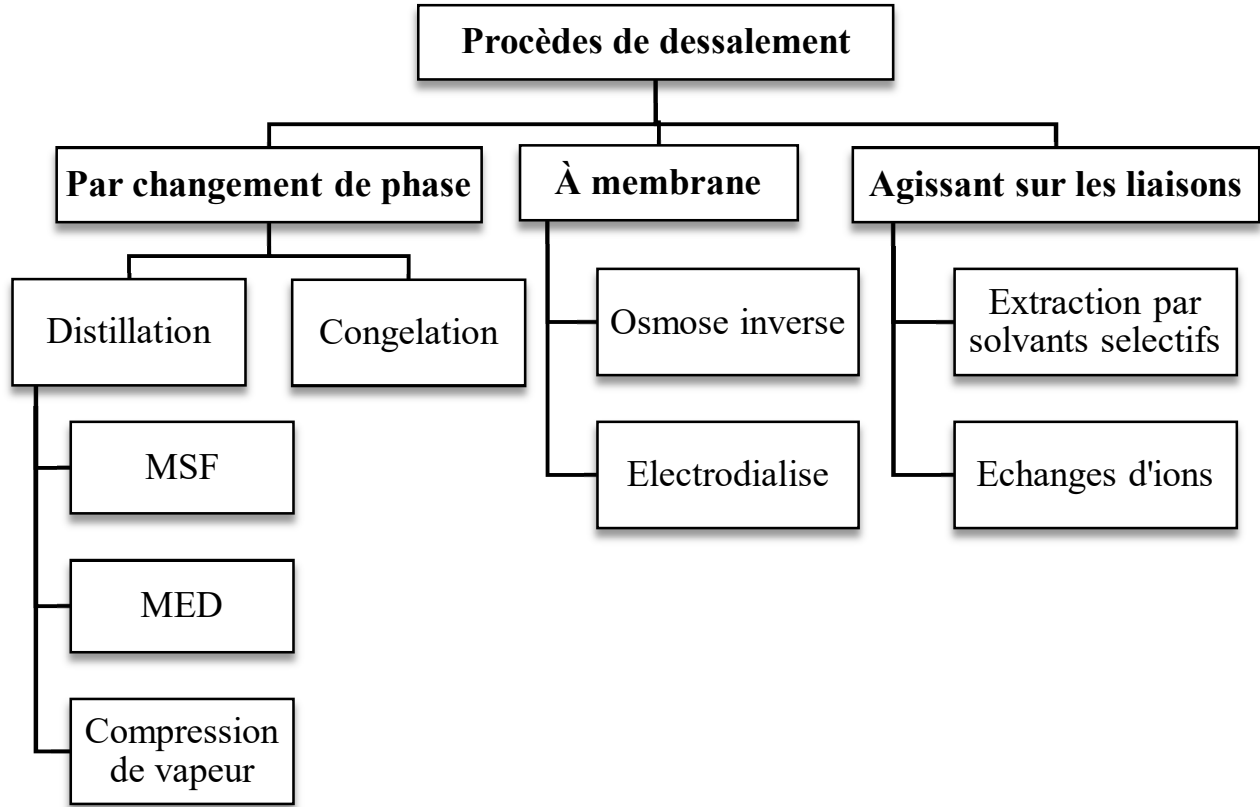 Procèdes de dessalement
Par changement de phase
À membrane
Agissant sur les liaisons
Distillation
Congelation
Osmose inverse
Extraction par
solvants selectifs
MSF
Electrodialise
Echanges d'ions
MED
Compression
de vapeur